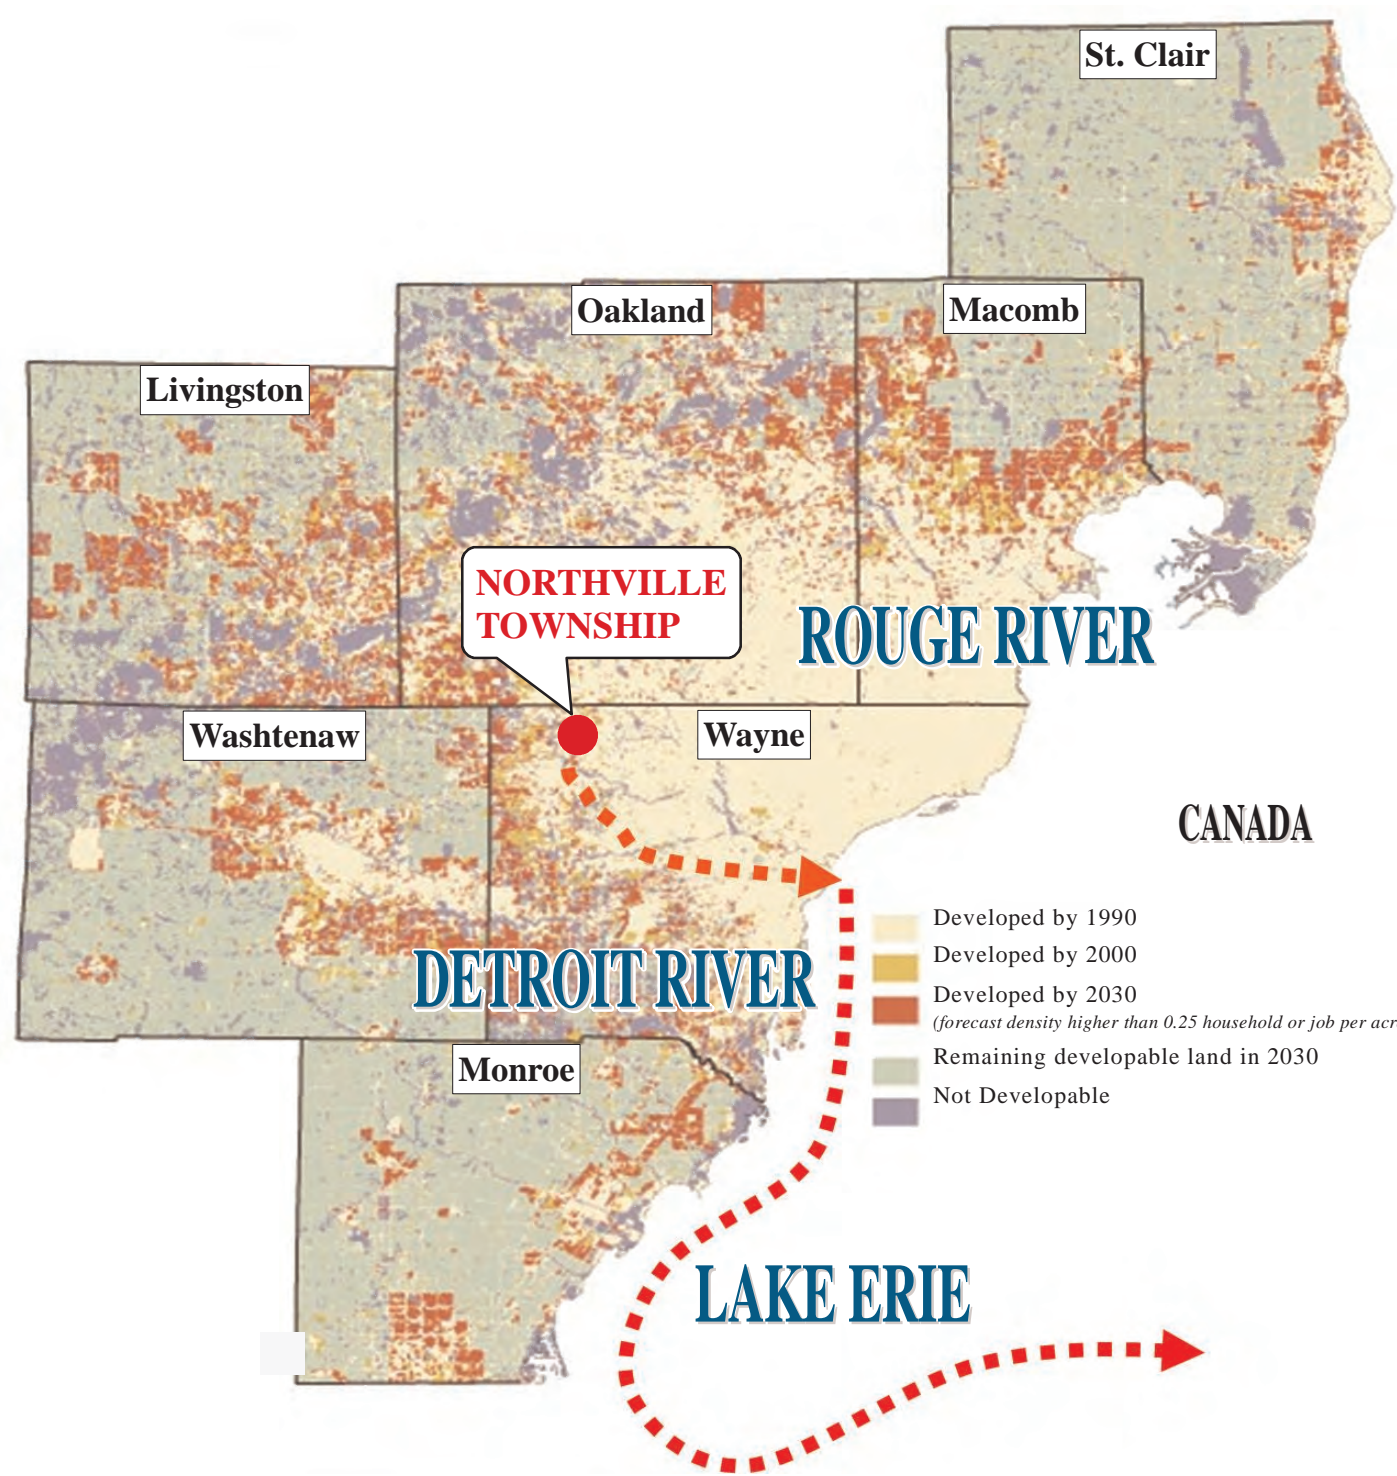 St. Clair
Oakland
Macomb
Livingston
NORTHVILLE
TOWNSHIP
ROUGE RIVER
Washtenaw
Wayne
CANADA
Developed by 1990
Developed by 2000
DETROIT RIVER
Developed by 2030
(forecast density higher than 0.25 household or job per acr
Remaining developable land in 2030
Monroe
Not Developable
LAKE ERIE